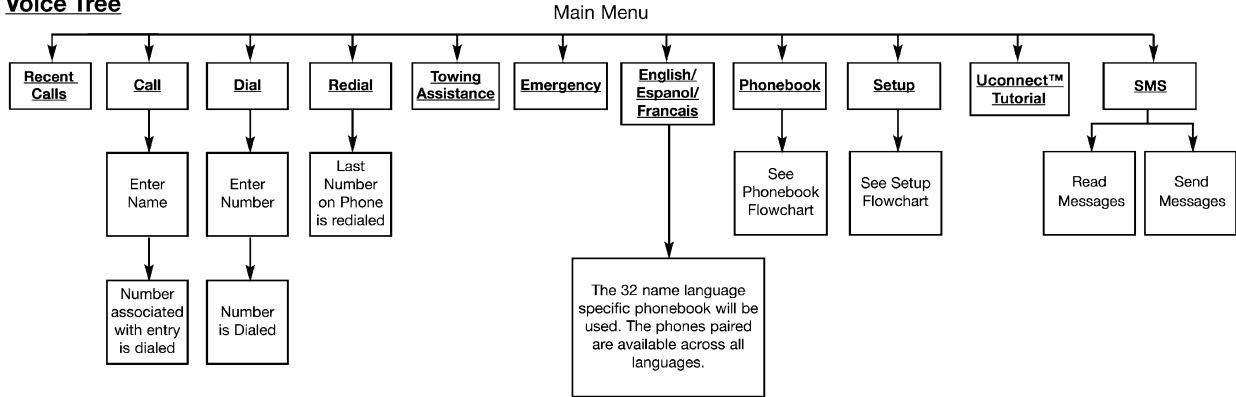 Voice Tree
Main Menu
Recent
Calls
Call
Dial
Redial
Towing
Assistance
Emergency
English/
Espanol/
Francais
Phonebook
Setup
Uconnect™
Tutorial
SMS
Enter
Name
Enter
Number
Last
Number
on Phone
is redialed
See
Phonebook
Flowchart
See Setup
Flowchart
Read
Messages
Send
Messages
Number
associated
with entry
is dialed
Number
is Dialed
The 32 name language
specific phonebook will be
used. The phones paired
are available across all
languages.